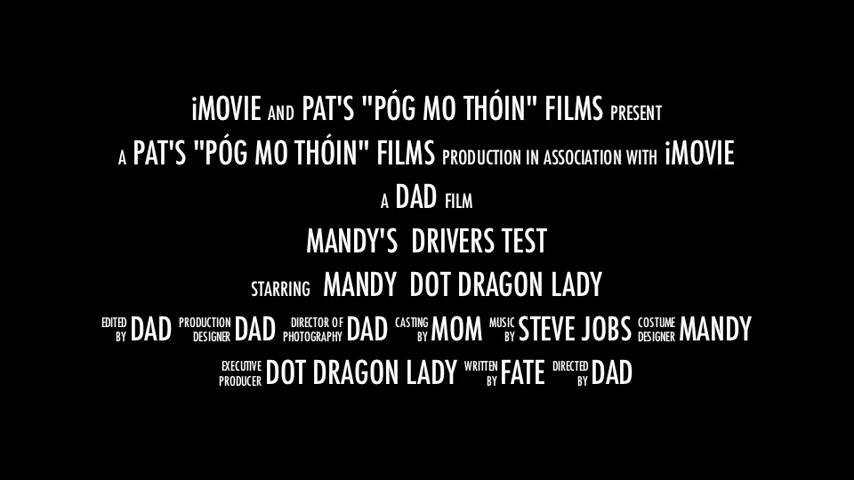 iMOVIE AND PAT'S "PÓG MO THÓIN" FILMS PRESENT
A PAT'S "PÓG MO THÓIN" FILMS PRODUCTION IN ASSOCIATION WITH iMOVIE
A DAD FILM
MANDY'S DRIVERS TEST
STARRING MANDY DOT DRAGON LADY
EDITED BY DAD PRODUCTION DESIGNER DAD DIRECTOR OF PHOTOGRAPHY DAD CASTING BY MOM MUSIC BY STEVE JOBS COSTUME DESIGNER MANDY
EXECUTIVE PRODUCER DOT DRAGON LADY WRITTEN BY FATE DIRECTED BY DAD